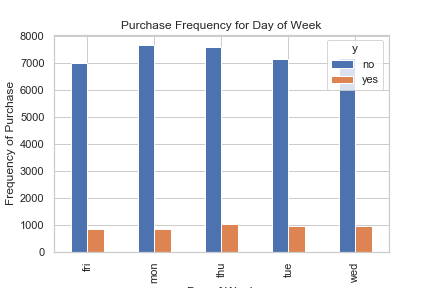 Purchase Frequency for Day of Week
Frequency of Purchase
8000
7000
6000
5000
4000
3000
2000
1000
0
y
no
yes
fri
mon
thu
tue
wed